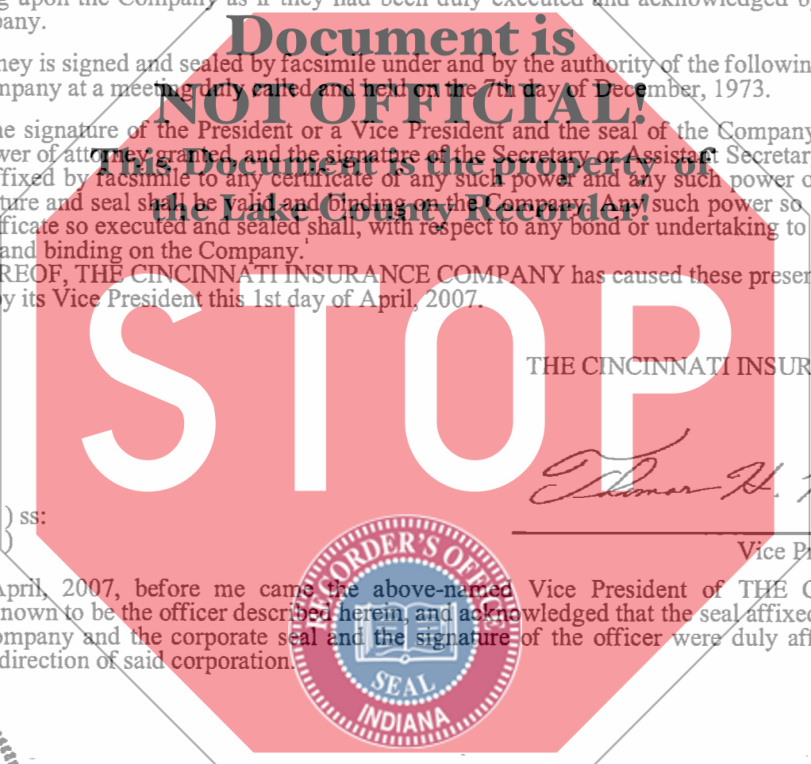 g upon the Company as if they had been duly executed and acknowledged b
pany.
Document is
ney is signed and sealed by facsimile under and by the authority of the followin
mpany at a meeting duly called and held on the 7th day of December, 1973.
NOT OFFICIAL!
he signature of the President or a Vice President and the seal of the Company
wer of attorney granted, and the signature of the Secretary or Assistant Secretar
This Document is the property of
ffixed by facsimile to any certificate of any such power and any such power o
ture and seal shall be valid and binding on the Company. Any such power so
the Lake County Recorder!
ificate so executed and sealed shall, with respect to any bond or undertaking to
and binding on the Company.
REOF, THE CINCINNATI INSURANCE COMPANY has caused these presen
by its Vice President this 1st day of April, 2007.
STOP
THE CINCINNATI INSUR
) ss:
)
Vice Pr
RECORDER'S OFFICE
April, 2007, before me came the above-named Vice President of THE C
nown to be the officer described herein, and acknowledged that the seal affixed
ompany and the corporate seal and the signature of the officer were duly aff
direction of said corporation.
SEAL
INDIANA